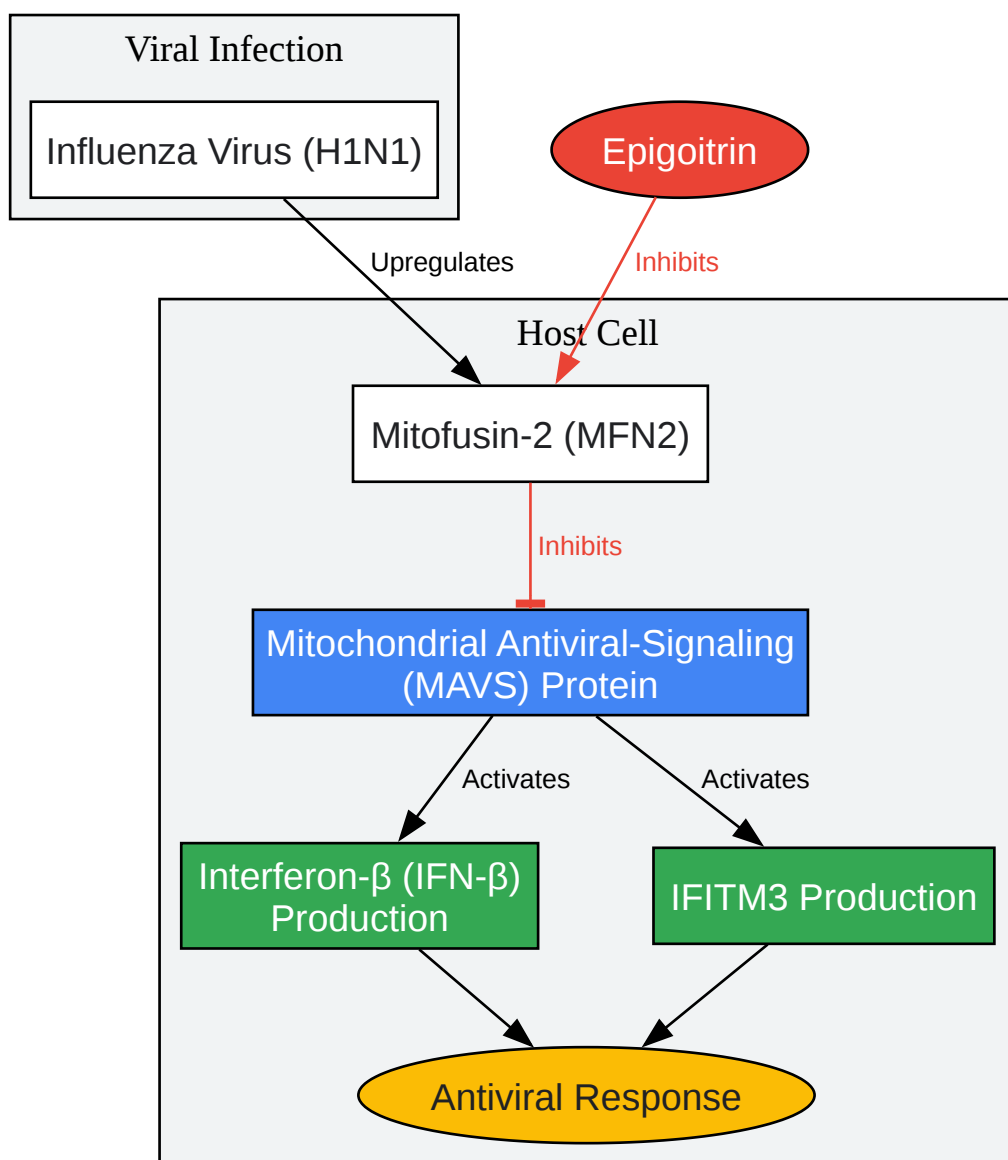 Viral Infection
Influenza Virus (H1N1)
Epigoitrin
Upregulates
Inhibits
Host Cell
Mitofusin-2 (MFN2)
Inhibits
Mitochondrial Antiviral-Signaling
(MAVS) Protein
Activates
Activates
Interferon-β (IFN-β)
Production
IFITM3 Production
Antiviral Response